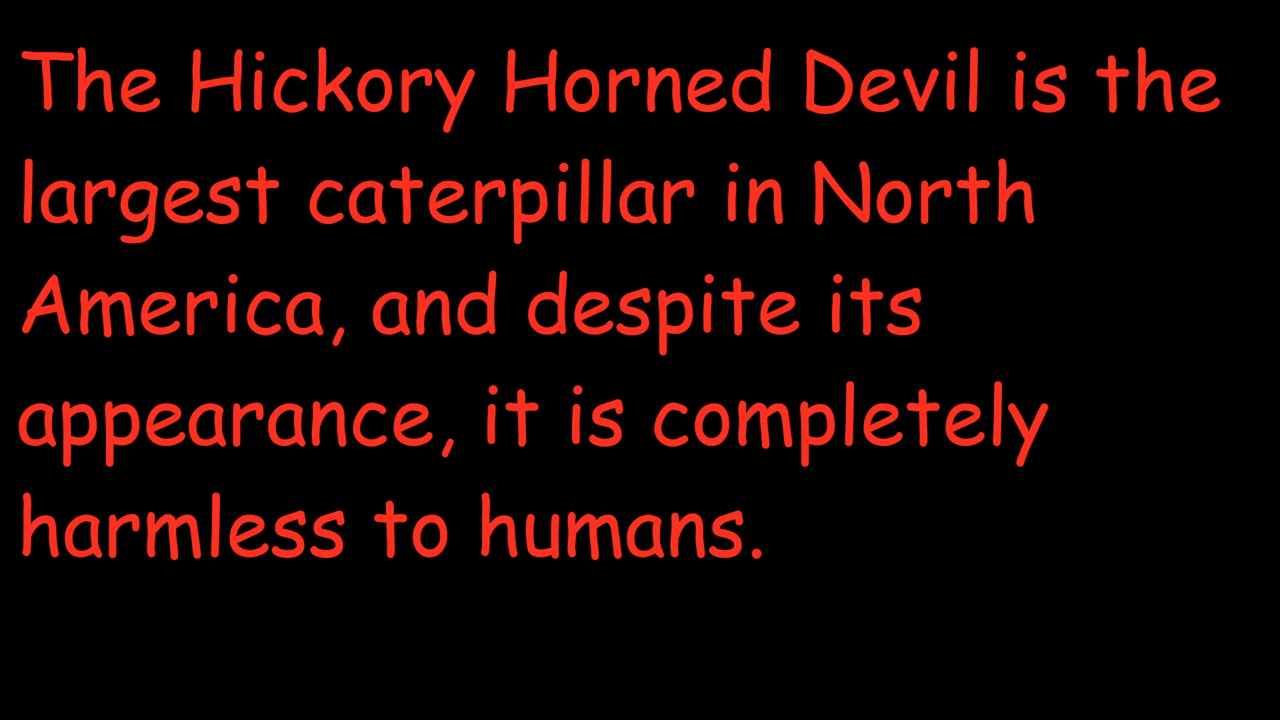 The Hickory Horned Devil is the
largest caterpillar in North
America, and despite its
appearance, it is completely
harmless to humans.